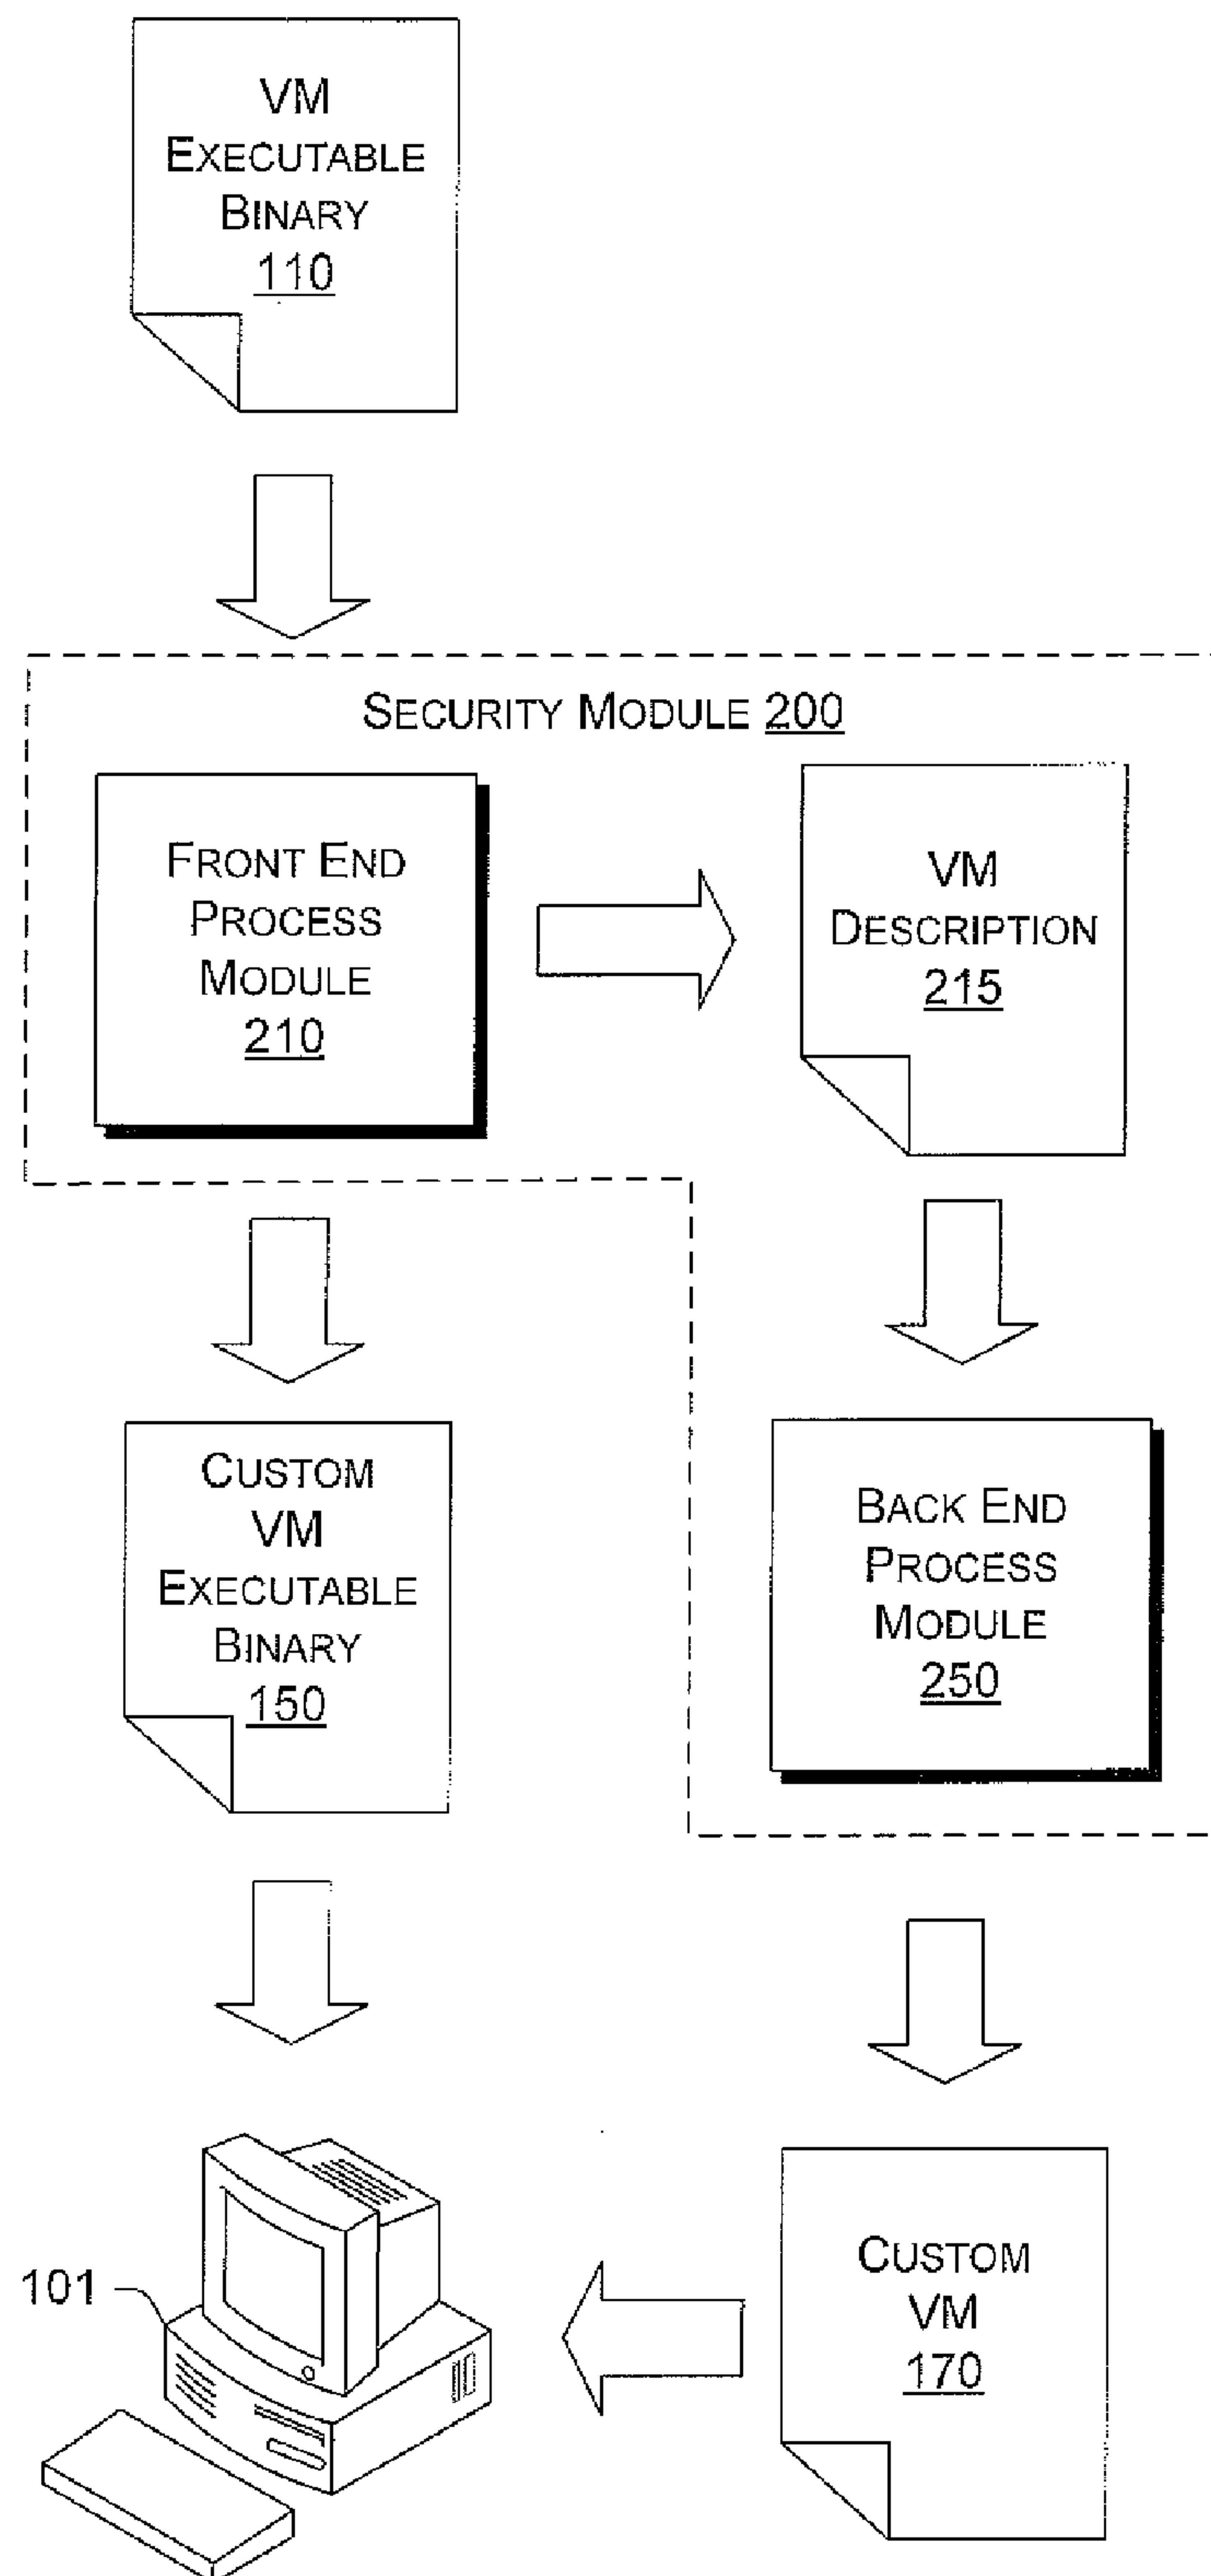 VM
EXECUTABLE
BINARY
110
SECURITY MODULE 200
FRONT END
PROCESS
MODULE
210
VM
DESCRIPTION
215
CUSTOM
VM
EXECUTABLE
BINARY
150
BACK END
PROCESS
MODULE
250
101
CUSTOM
VM
170